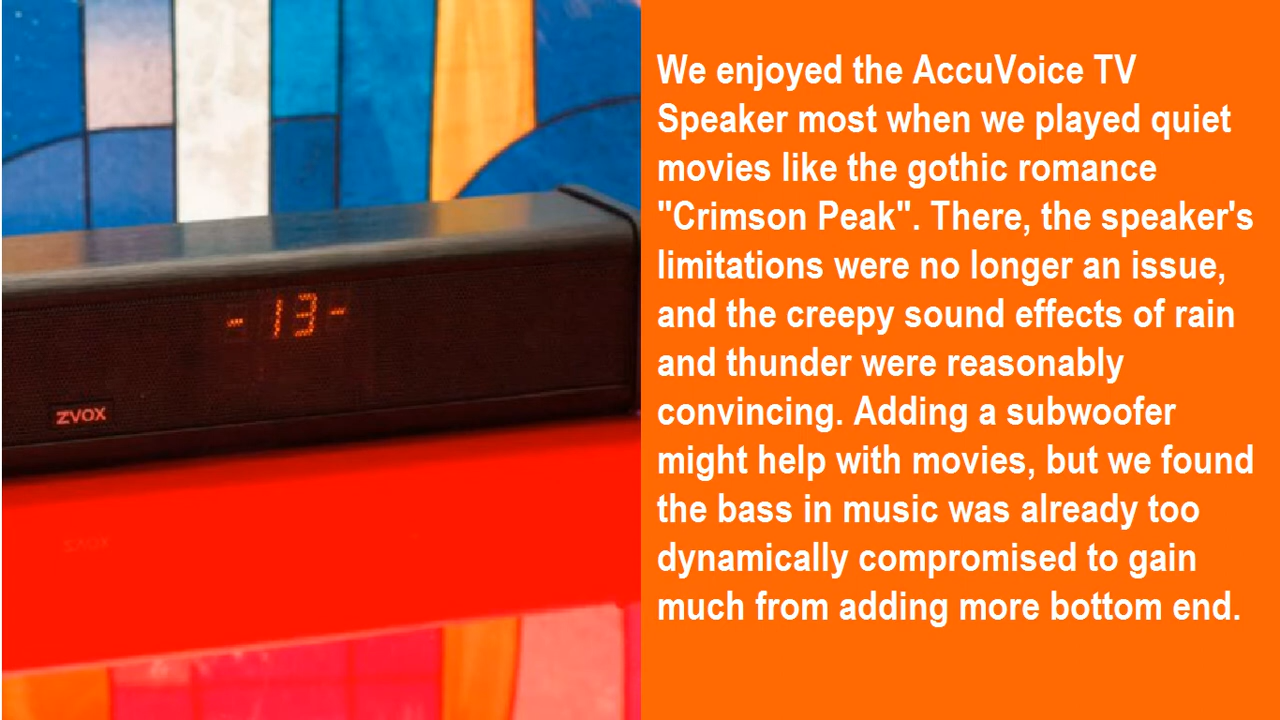 -13-
ZVOX
We enjoyed the AccuVoice TV
Speaker most when we played quiet
movies like the gothic romance
"Crimson Peak". There, the speaker's
limitations were no longer an issue,
and the creepy sound effects of rain
and thunder were reasonably
convincing. Adding a subwoofer
might help with movies, but we found
the bass in music was already too
dynamically compromised to gain
much from adding more bottom end.